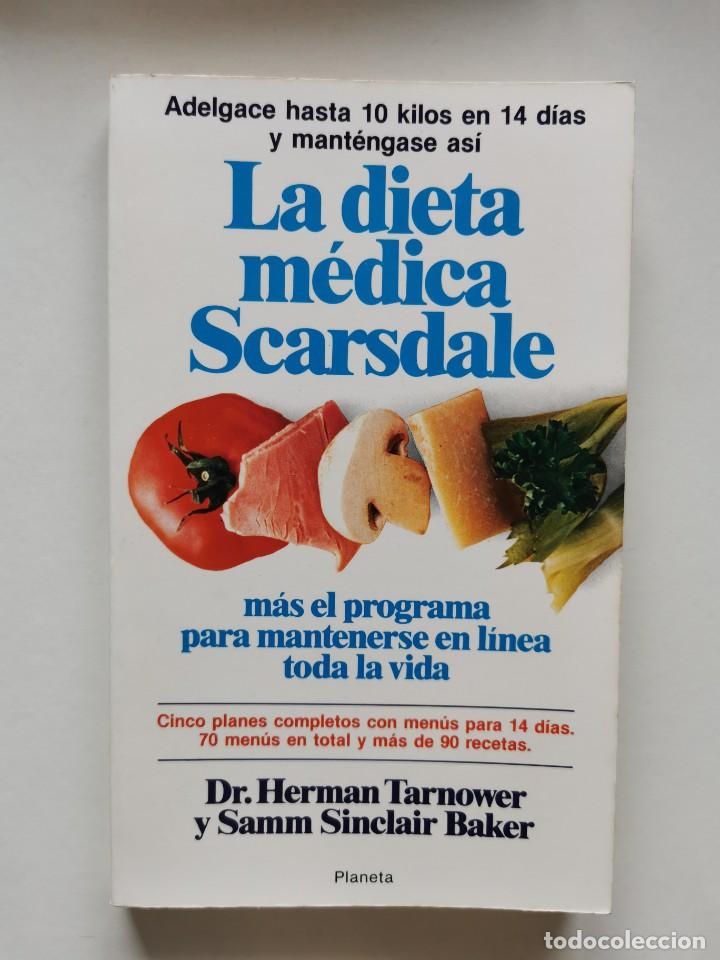 Adelgace hasta 10 kilos en 14 días
y manténgase así
La dieta
médica
Scarsdale
más el programa
para mantenerse en línea
toda la vida
Cinco planes completos con menús para 14 días.
70 menús en total y más de 90 recetas.
Dr. Herman Tarnower
y Samm Sinclair Baker
Planeta
todocoleccion